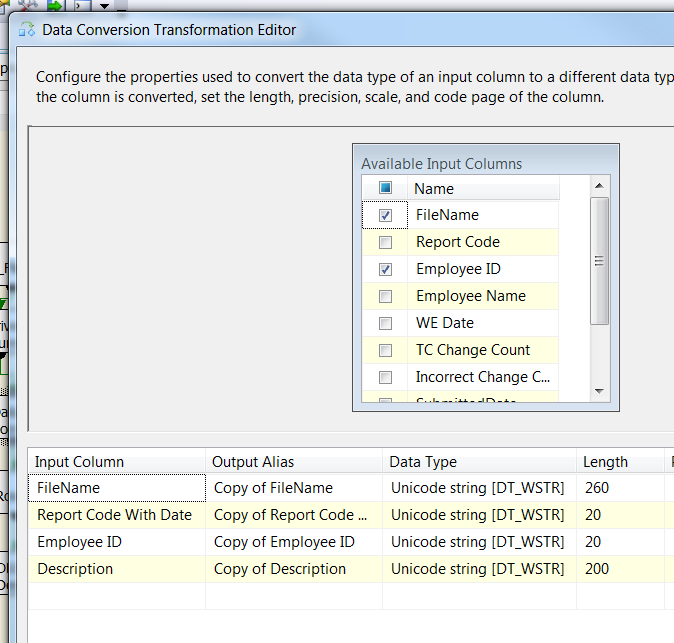 Data Conversion Transformation Editor
Configure the properties used to convert the data type of an input column to a different data typ
the column is converted, set the length, precision, scale, and code page of the column.
Available Input Columns
Name
FileName
Report Code
Employee ID
Employee Name
WE Date
TC Change Count
Incorrect Change C...
SubmittedDate
Input Column Output Alias Data Type Length
FileName Copy of FileName Unicode string [DT_WSTR] 260
Report Code With Date Copy of Report Code ... Unicode string [DT_WSTR] 20
Employee ID Copy of Employee ID Unicode string [DT_WSTR] 20
Description Copy of Description Unicode string [DT_WSTR] 200